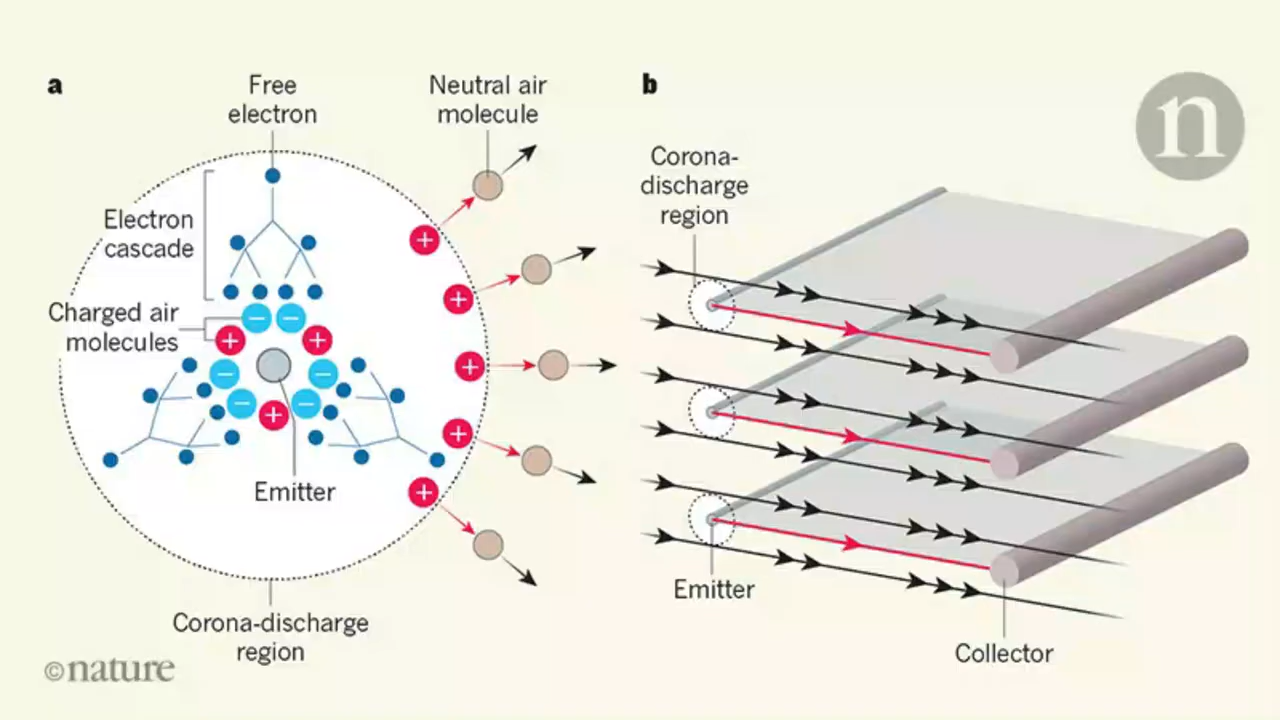 a
Free
electron
Neutral air
molecule
Electron
cascade
Charged air
molecules
Emitter
Corona-discharge
region
©nature
b
n
Corona-
discharge
region
Emitter
Collector